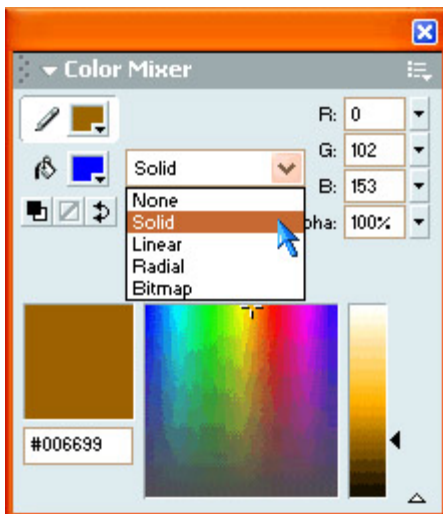 Color Mixer
R: 0
G: 102
Solid
B: 153
None
Solid
pha: 100%
Linear
Radial
Bitmap
#006699